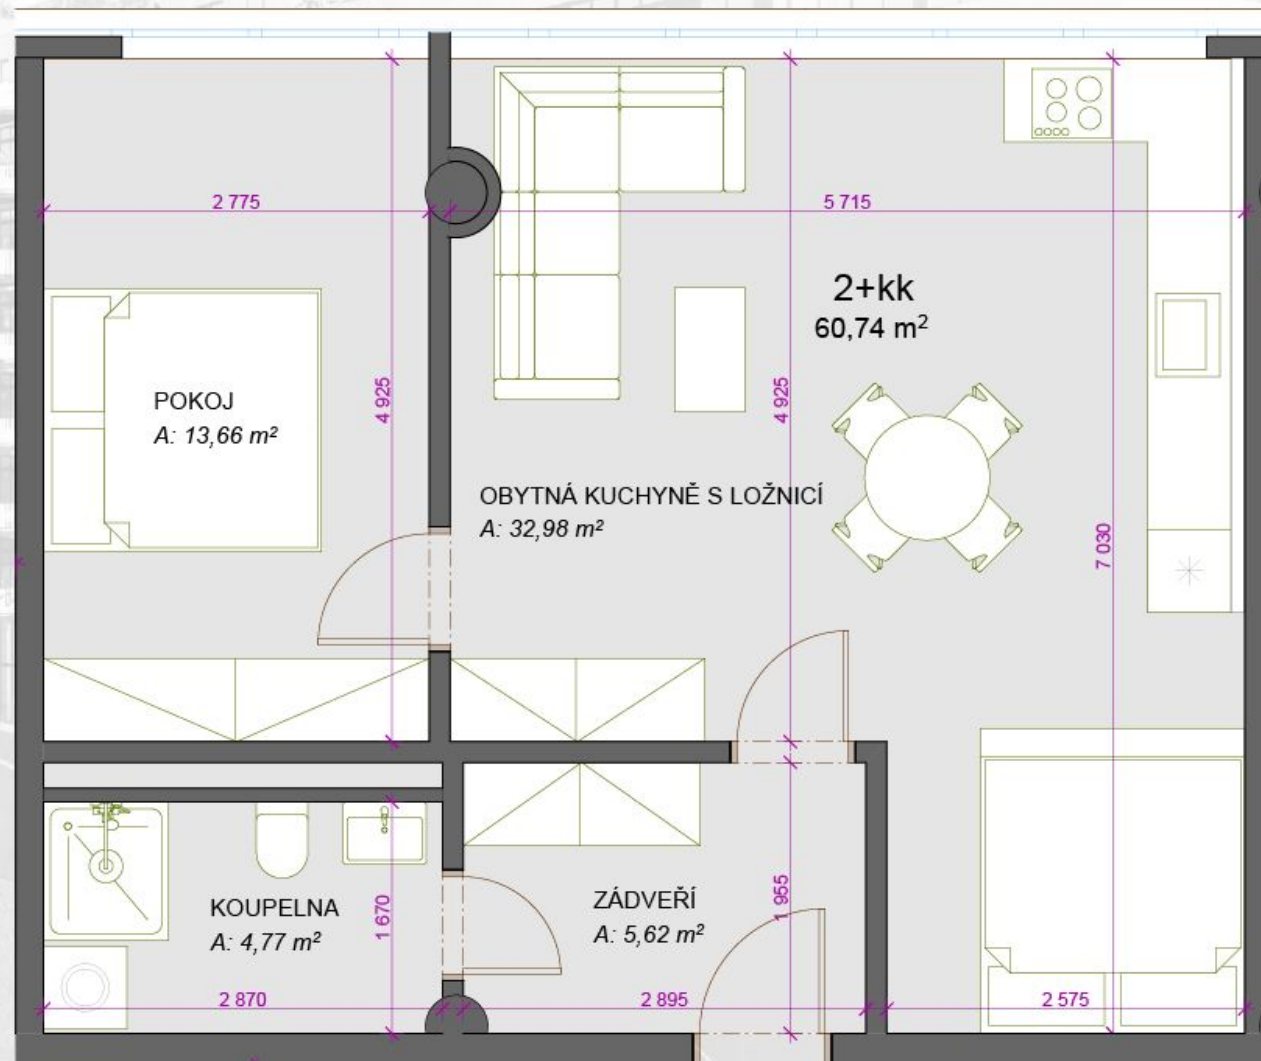 2 775
5 715
2+kk
60,74 m²
POKOJ
A: 13,66 m²
4 925
4 925
OBYTNÁ KUCHYNĚ S LOŽNICÍ
A: 32,98 m²
7 030
KOUPELNA
A: 4,77 m²
1 670
ZÁDVEŘÍ
A: 5,62 m²
1 955
2 870
2 895
2 575